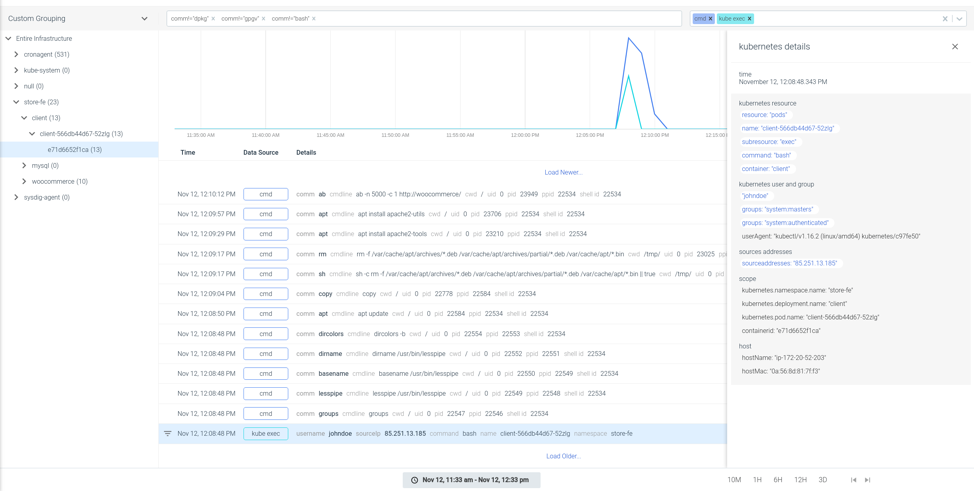 Custom Grouping
comm!="dpkg" × comm!="gpgv" × comm!="bash" ×
cmd × kube exec ×
Entire Infrastructure
cronagent (531)
kube-system (0)
null (0)
store-fe (23)
client (13)
client-566db44d67-52zlg (13)
e71d6652f1ca (13)
mysql (0)
woocommerce (10)
sysdig-agent (0)
11:35:00 AM 11:40:00 AM 11:45:00 AM 11:50:00 AM 11:55:00 AM 12:00:00 PM 12:05:00 PM 12:10:00 PM 12:15:00
Time Data Source Details
Load Newer...
Nov 12, 12:10:12 PM cmd comm ab cmdline ab -n 5000 -c 1 http://woocommerce/ cwd / uid 0 pid 23949 ppid 22534 shell id 22534
Nov 12, 12:09:57 PM cmd comm apt cmdline apt install apache2-utils cwd / uid 0 pid 23706 ppid 22534 shell id 22534
Nov 12, 12:09:29 PM cmd comm apt cmdline apt install apache2-tools cwd / uid 0 pid 23210 ppid 22534 shell id 22534
Nov 12, 12:09:17 PM cmd comm rm cmdline rm -f /var/cache/apt/archives/*.deb /var/cache/apt/archives/partial/*.deb /var/cache/apt/*.bin cwd /tmp/ uid 0 pid 23025 pp
Nov 12, 12:09:17 PM cmd comm sh cmdline sh -c rm -f /var/cache/apt/archives/*.deb /var/cache/apt/archives/partial/*.deb /var/cache/apt/*.bin || true cwd /tmp/ uid 0 pid
Nov 12, 12:09:04 PM cmd comm copy cmdline copy cwd / uid 0 pid 22778 ppid 22584 shell id 22534
Nov 12, 12:08:50 PM cmd comm apt cmdline apt update cwd / uid 0 pid 22584 ppid 22534 shell id 22534
Nov 12, 12:08:48 PM cmd comm dircolors cmdline dircolors -b cwd / uid 0 pid 22554 ppid 22553 shell id 22534
Nov 12, 12:08:48 PM cmd comm dirname cmdline dirname /usr/bin/lesspipe cwd / uid 0 pid 22552 ppid 22551 shell id 22534
Nov 12, 12:08:48 PM cmd comm basename cmdline basename /usr/bin/lesspipe cwd / uid 0 pid 22550 ppid 22549 shell id 22534
Nov 12, 12:08:48 PM cmd comm lesspipe cmdline lesspipe /usr/bin/lesspipe cwd / uid 0 pid 22549 ppid 22548 shell id 22534
Nov 12, 12:08:48 PM cmd comm groups cmdline groups cwd / uid 0 pid 22547 ppid 22546 shell id 22534
Nov 12, 12:08:48 PM kube exec username johndoe sourceip 85.251.13.185 command bash name client-566db44d67-52zlg namespace store-fe
Load Older...
kubernetes details
time
November 12, 12:08:48.343 PM
kubernetes resource
resource: "pods"
name: "client-566db44d67-52zlg"
subresource: "exec"
command: "bash"
container: "client"
kubernetes user and group
"johndoe"
groups: "system:masters"
groups: "system:authenticated"
userAgent: "kubectl/v1.16.2 (linux/amd64) kubernetes/c97fe50"
sources addresses
sourceaddresses: "85.251.13.185"
scope
kubernetes.namespace.name: "store-fe"
kubernetes.deployment.name: "client"
kubernetes.pod.name: "client-566db44d67-52zlg"
containerid: "e71d6652f1ca"
host
hostName: "ip-172-20-52-203"
hostMac: "0a:56:8d:81:7f:f3"
Nov 12, 11:33 am - Nov 12, 12:33 pm
10M 1H 6H 12H 3D